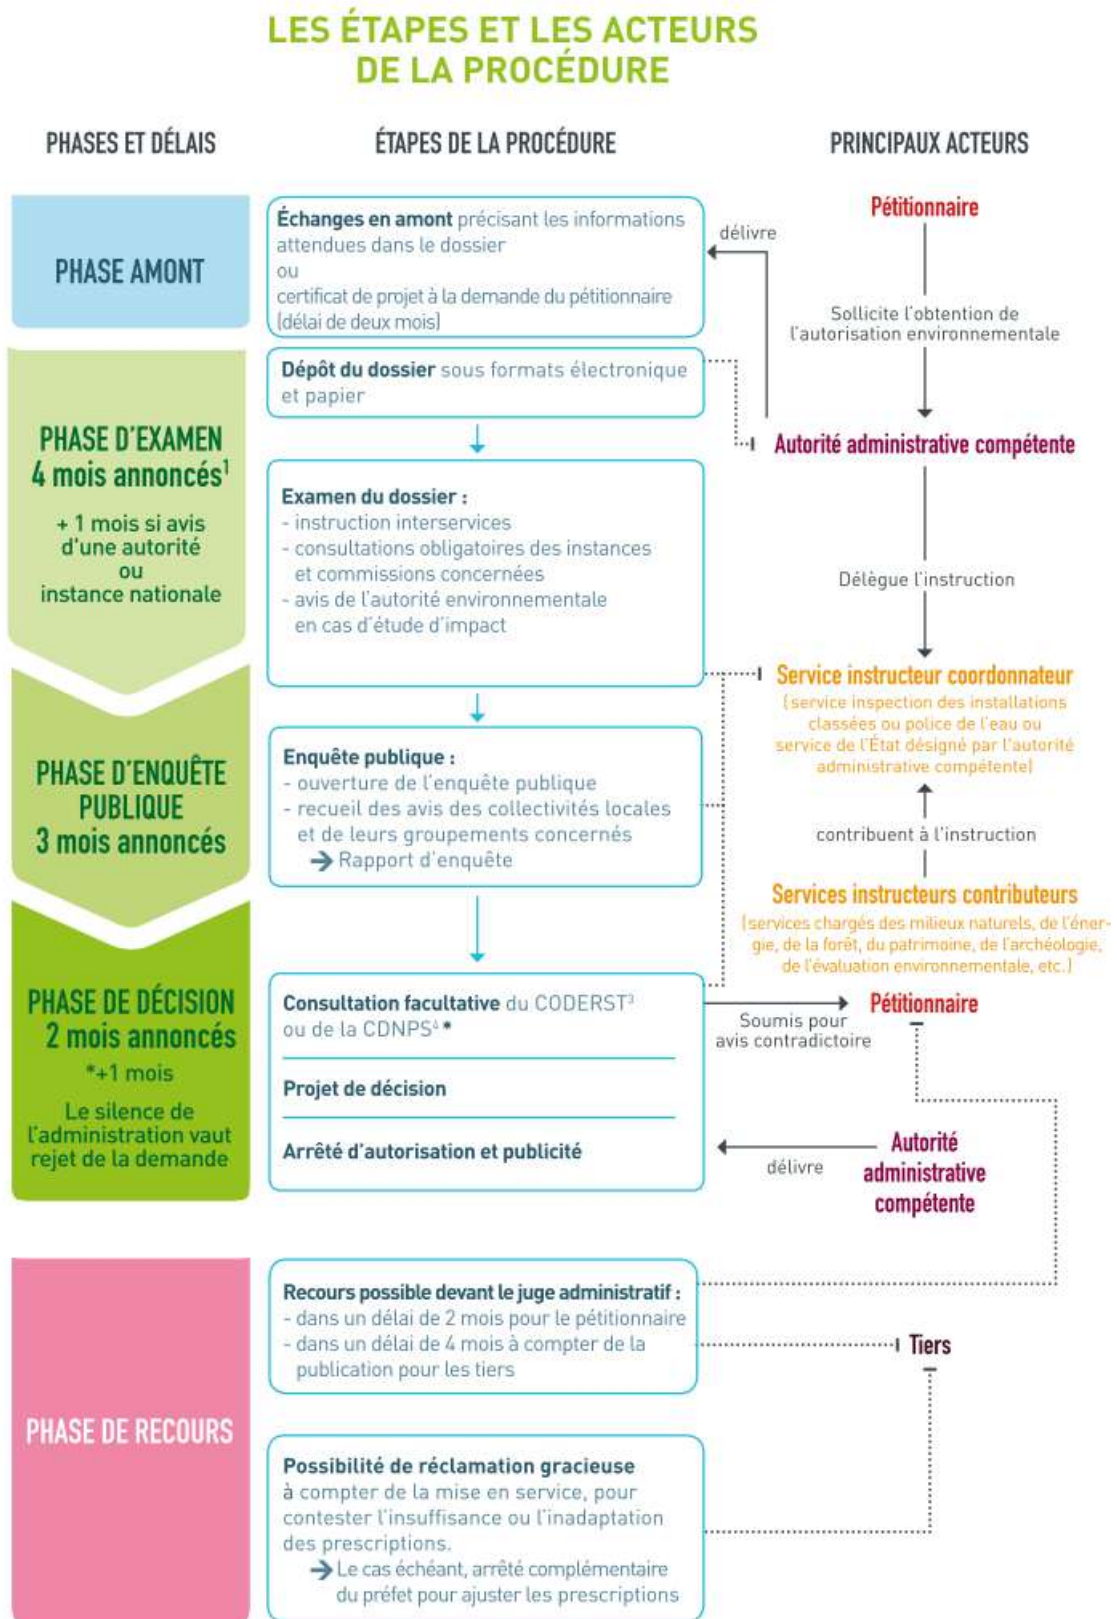 LES ÉTAPES ET LES ACTEURS
DE LA PROCÉDURE
PHASES ET DÉLAIS
ÉTAPES DE LA PROCÉDURE
PRINCIPAUX ACTEURS
PHASE AMONT
Échanges en amont précisant les informations
attendues dans le dossier
ou
certificat de projet à la demande du pétitionnaire
(délai de deux mois)
délivre
Pétitionnaire
Sollicite l'obtention de
l'autorisation environnementale
PHASE D'EXAMEN
4 mois annoncés¹
+ 1 mois si avis
d'une autorité
ou
instance nationale
Dépôt du dossier sous formats électronique
et papier
Autorité administrative compétente
Examen du dossier :
- instruction interservices
- consultations obligatoires des instances
et commissions concernées
- avis de l'autorité environnementale
en cas d'étude d'impact
Délègue l'instruction
Service instructeur coordonnateur
(service inspection des installations
classées ou police de l'eau ou
service de l'État désigné par l'autorité
administrative compétente)
PHASE D'ENQUÊTE
PUBLIQUE
3 mois annoncés
Enquête publique :
- ouverture de l'enquête publique
- recueil des avis des collectivités locales
et de leurs groupements concernés
→ Rapport d'enquête
contribuent à l'instruction
Services instructeurs contributeurs
(services chargés des milieux naturels, de l'éner-
gie, de la forêt, du patrimoine, de l'archéologie,
de l'évaluation environnementale, etc.)
PHASE DE DÉCISION
2 mois annoncés
*+1 mois
Le silence de
l'administration vaut
rejet de la demande
Consultation facultative du CODERST³
ou de la CDNPS⁴ *
Projet de décision
Arrêté d'autorisation et publicité
Soumis pour
avis contradictoire
Pétitionnaire
délivre
Autorité
administrative
compétente
PHASE DE RECOURS
Recours possible devant le juge administratif :
- dans un délai de 2 mois pour le pétitionnaire
- dans un délai de 4 mois à compter de la
publication pour les tiers
Tiers
Possibilité de réclamation gracieuse
à compter de la mise en service, pour
contester l'insuffisance ou l'inadaptation
des prescriptions.
→ Le cas échéant, arrêté complémentaire
du préfet pour ajuster les prescriptions